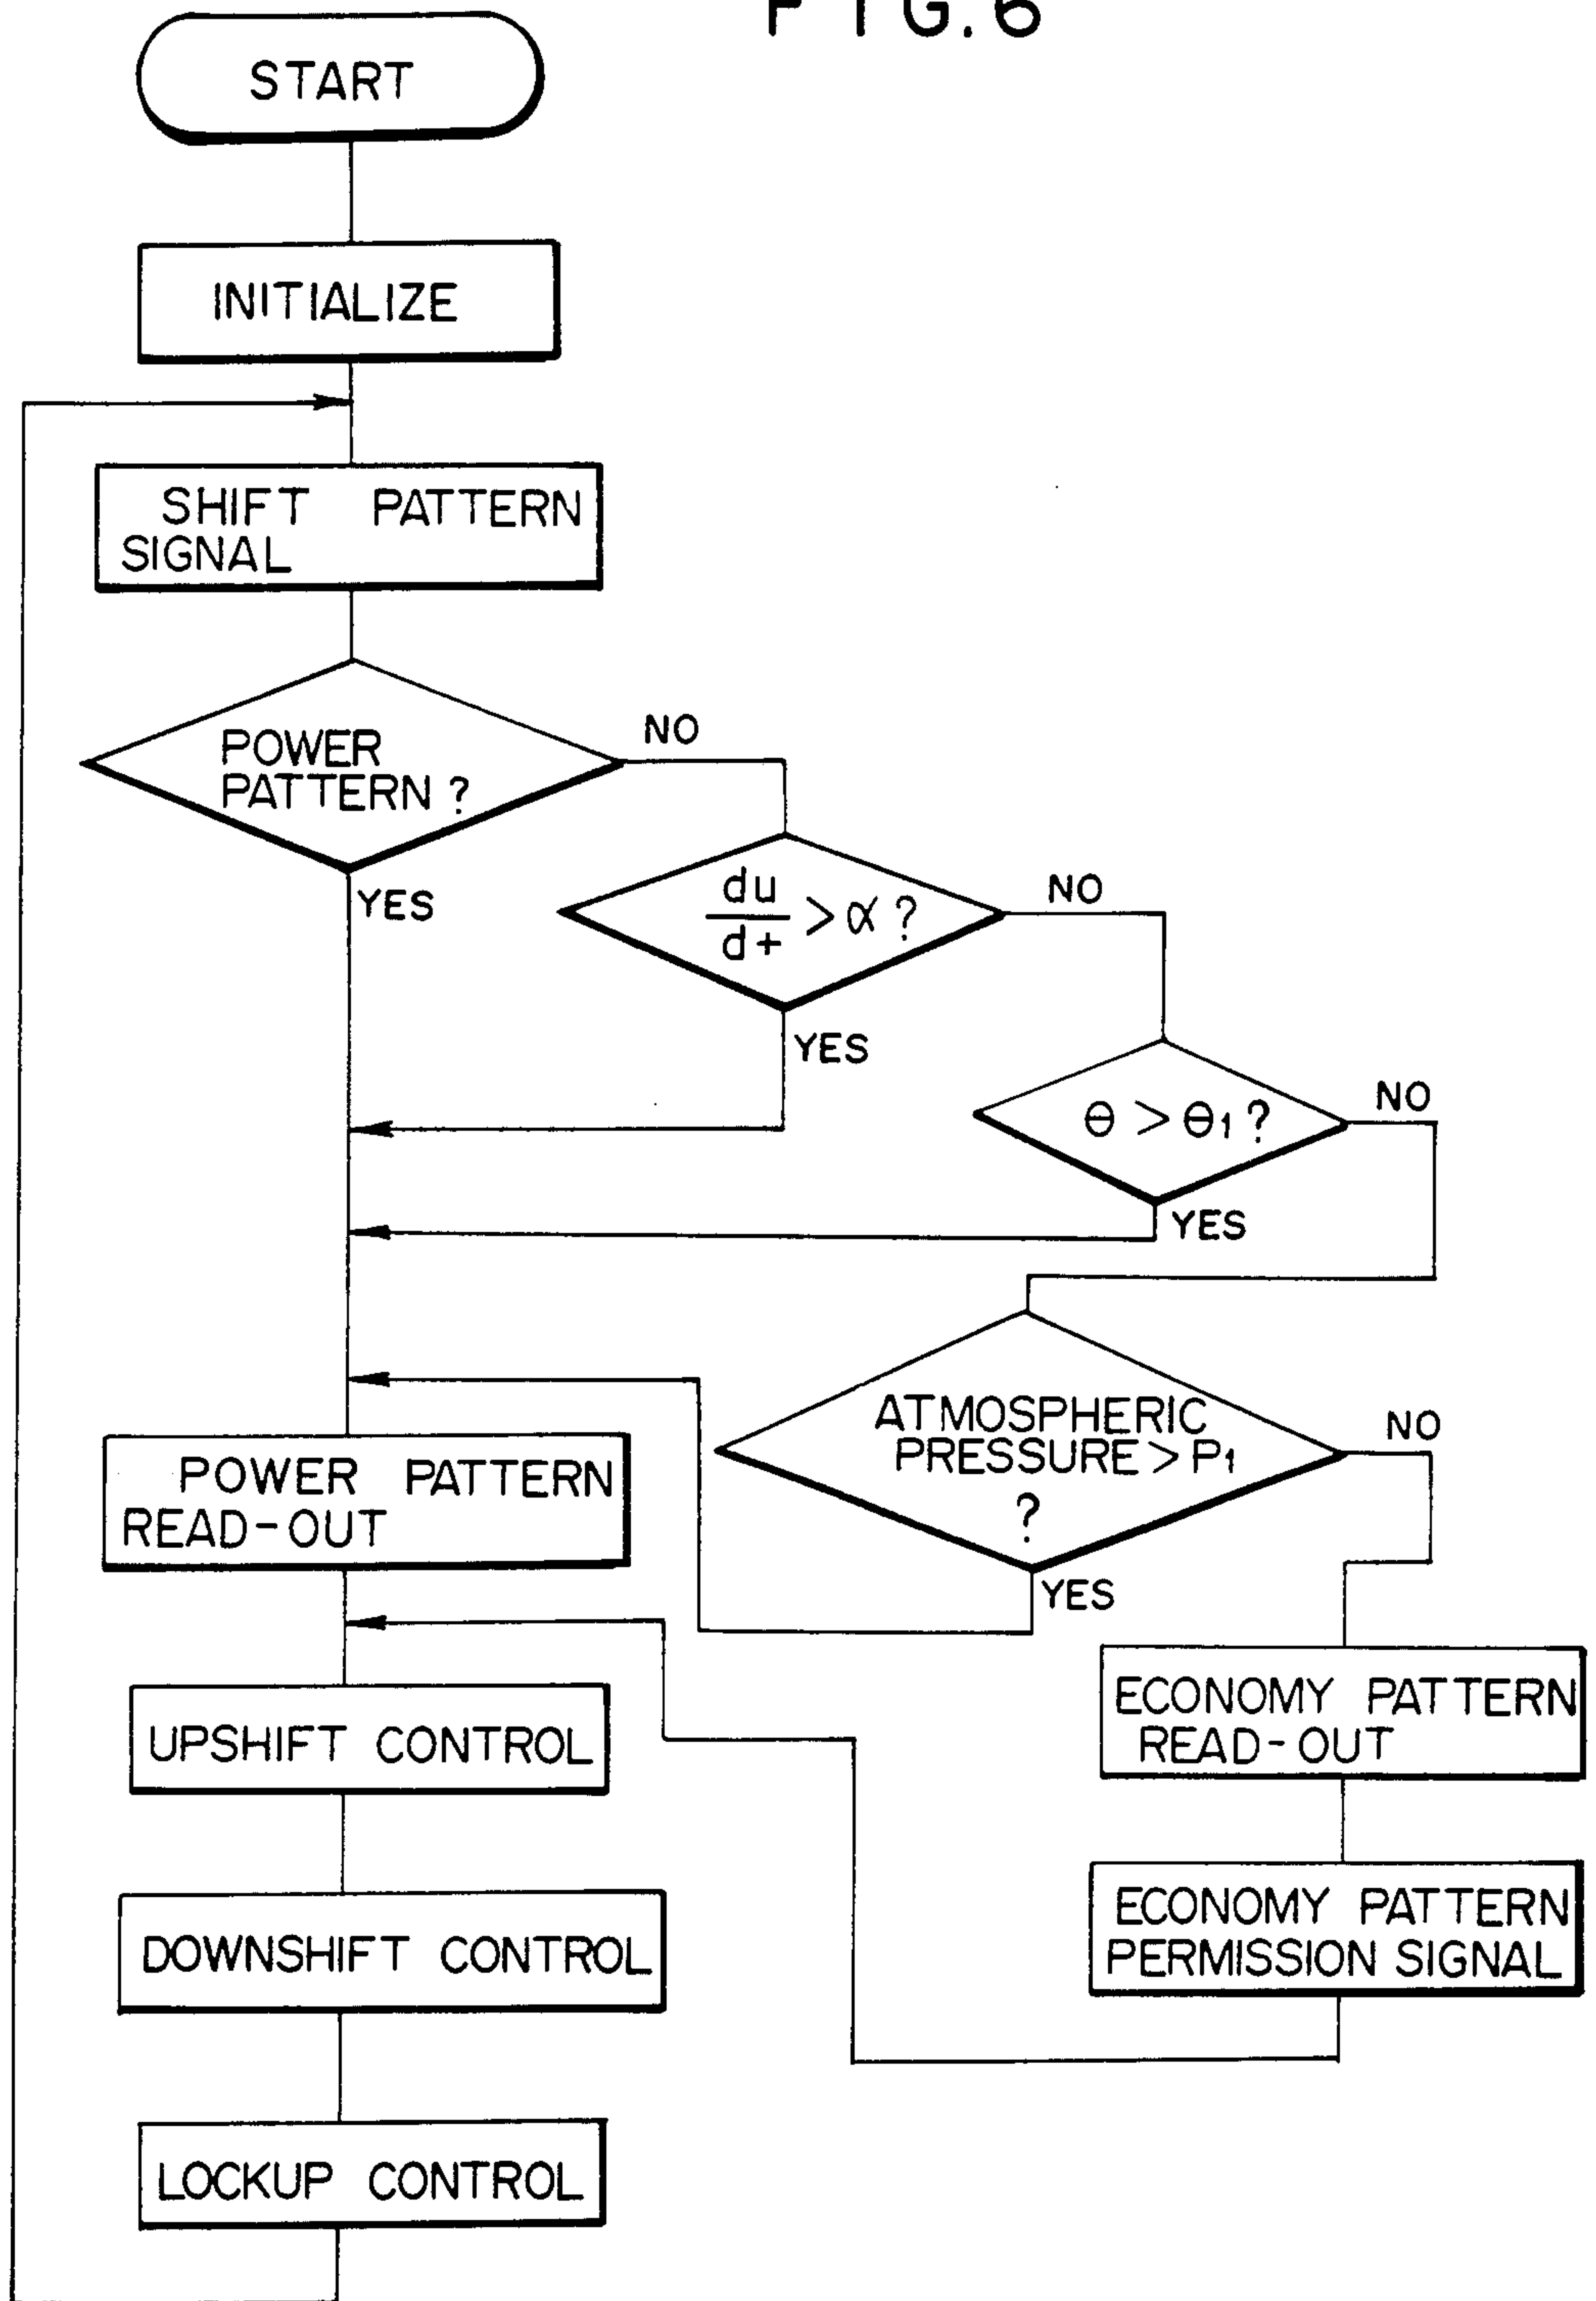 FIG.6
START
INITIALIZE
SHIFT PATTERN
SIGNAL
POWER
PATTERN ?
NO
YES
du
d+ > α ?
NO
YES
θ > θ1 ?
NO
YES
ATMOSPHERIC
PRESSURE > P1
?
NO
YES
POWER PATTERN
READ-OUT
ECONOMY PATTERN
READ-OUT
UPSHIFT CONTROL
ECONOMY PATTERN
PERMISSION SIGNAL
DOWNSHIFT CONTROL
LOCKUP CONTROL